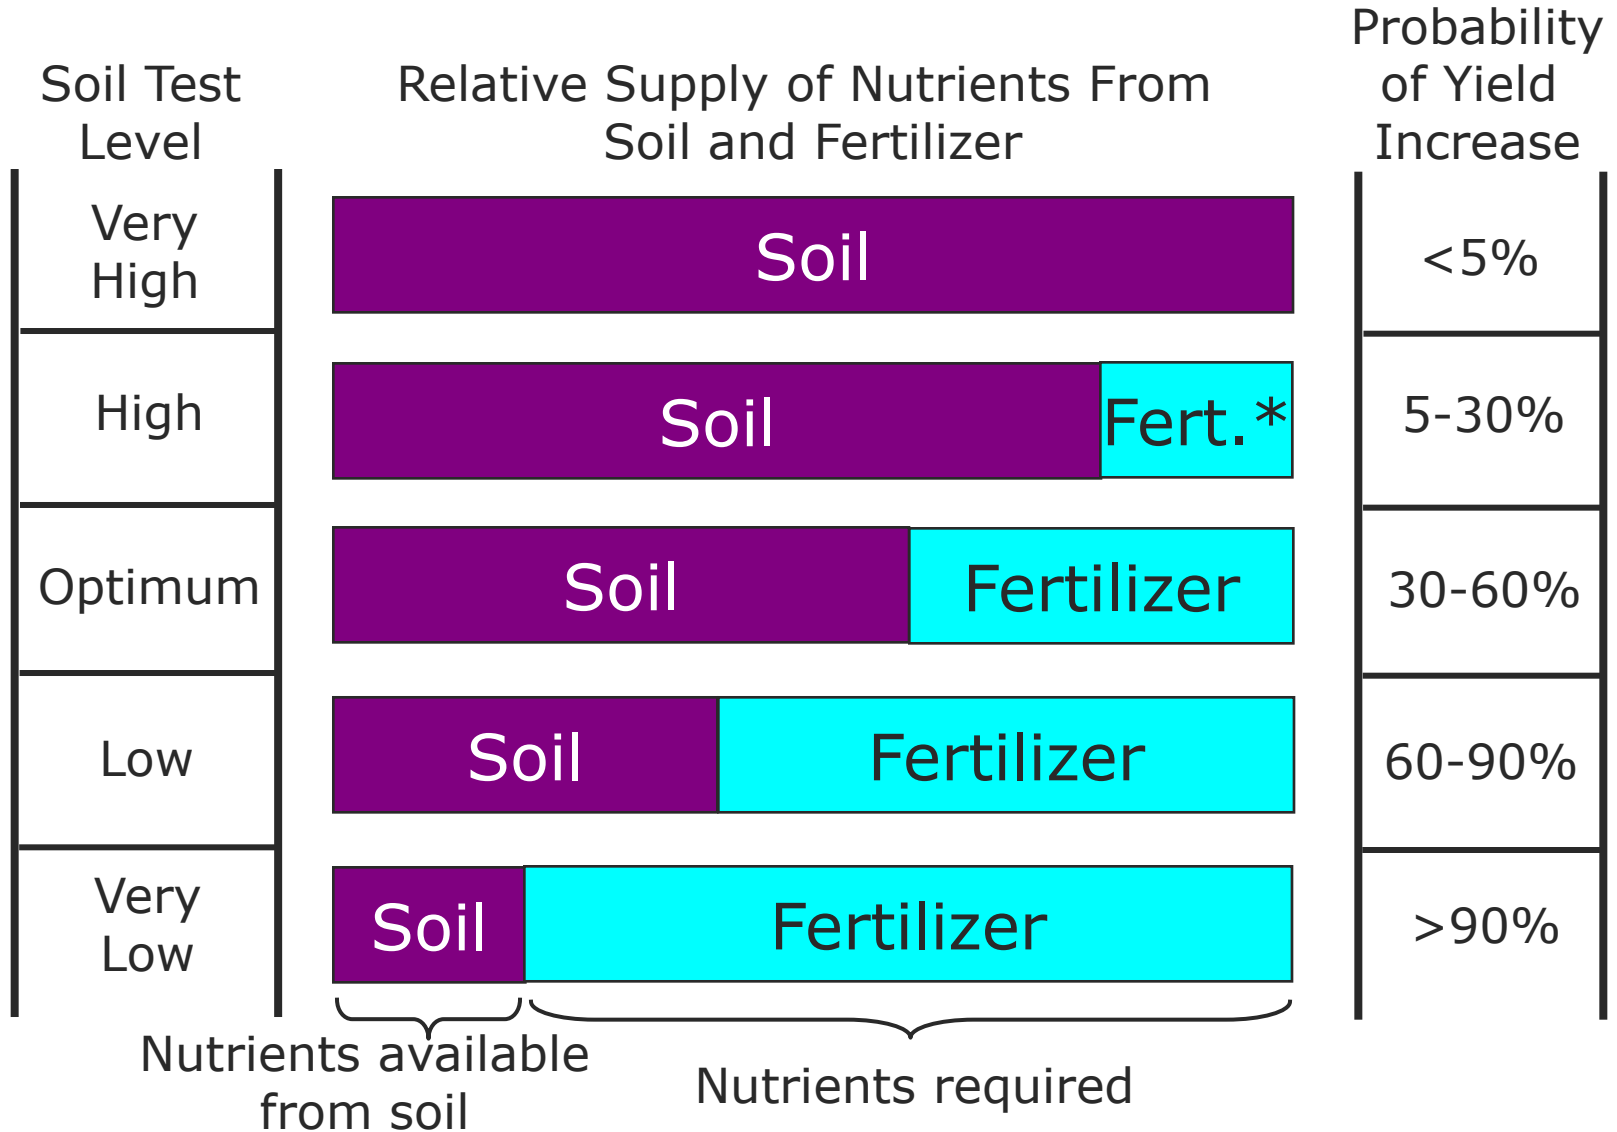 Soil Test
Level
Relative Supply of Nutrients From
Soil and Fertilizer
Probability
of Yield
Increase
Very
High
Soil
<5%
High
Soil
Fert.*
5-30%
Optimum
Soil
Fertilizer
30-60%
Low
Soil
Fertilizer
60-90%
Very
Low
Soil
Fertilizer
>90%
Nutrients available
from soil
Nutrients required